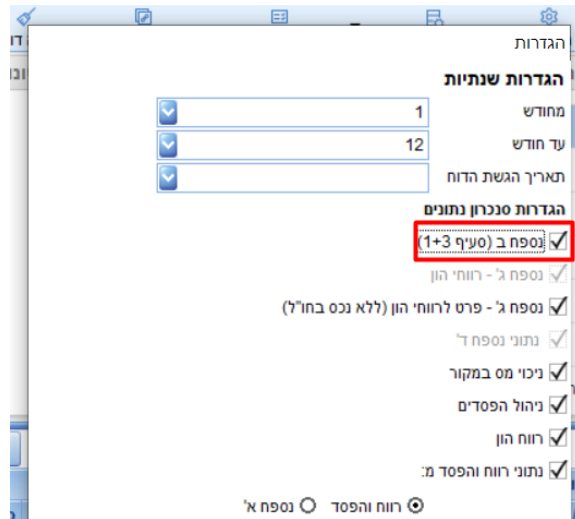 הגדרות
הגדרות שנתיות
מחודש 1
עד חודש 12
תאריך הגשת הדוח
הגדרות סנכרון נתונים
נספח ב (סעיף 1+3)
נספח ג' - רווחי הון
נספח ג' - פרט לרווחי הון (ללא נכס בחו"ל)
נתוני נספח ד'
ניכוי מס במקור
ניהול הפסדים
רווח הון
נתוני רווח והפסד מ:
רווח והפסד נספח א'